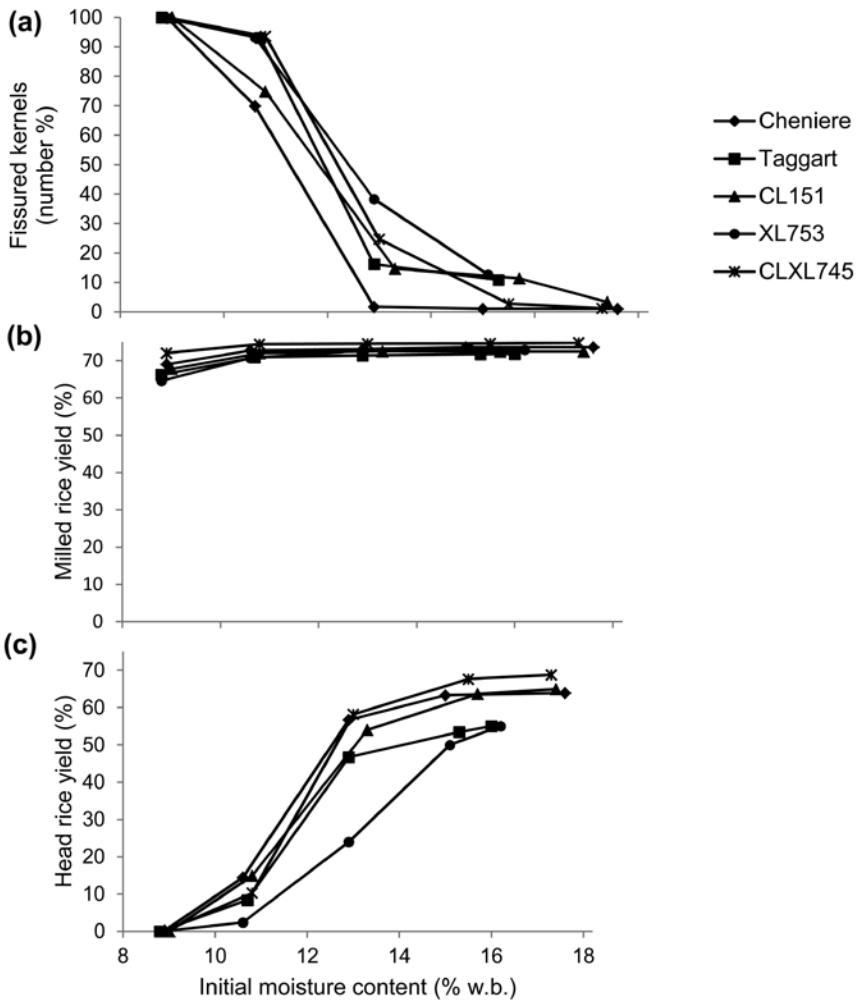 (a)
Fissured kernels
(number %)
100
90
80
70
60
50
40
30
20
10
0
Cheniere
Taggart
CL151
XL753
CLXL745
(b)
Milled rice yield (%)
70
60
50
40
30
20
10
0
(c)
Head rice yield (%)
70
60
50
40
30
20
10
0
8 10 12 14 16 18
Initial moisture content (% w.b.)